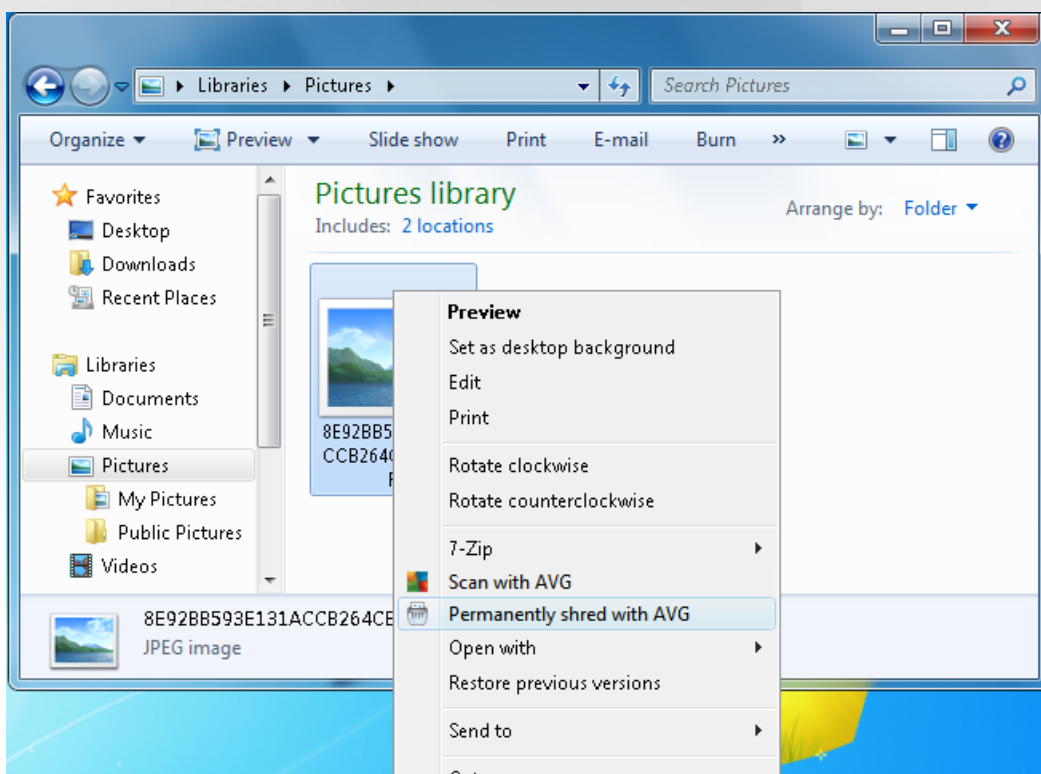 Libraries Pictures
Search Pictures
Organize Preview Slide show Print E-mail Burn »
Favorites
Desktop
Downloads
Recent Places
Libraries
Documents
Music
Pictures
My Pictures
Public Pictures
Videos
Pictures library
Includes: 2 locations
Arrange by: Folder
8E92BB5
CCB264
Preview
Set as desktop background
Edit
Print
Rotate clockwise
Rotate counterclockwise
7-Zip
Scan with AVG
Permanently shred with AVG
Open with
Restore previous versions
Send to
8E92BB593E131ACCB264CE
JPEG image